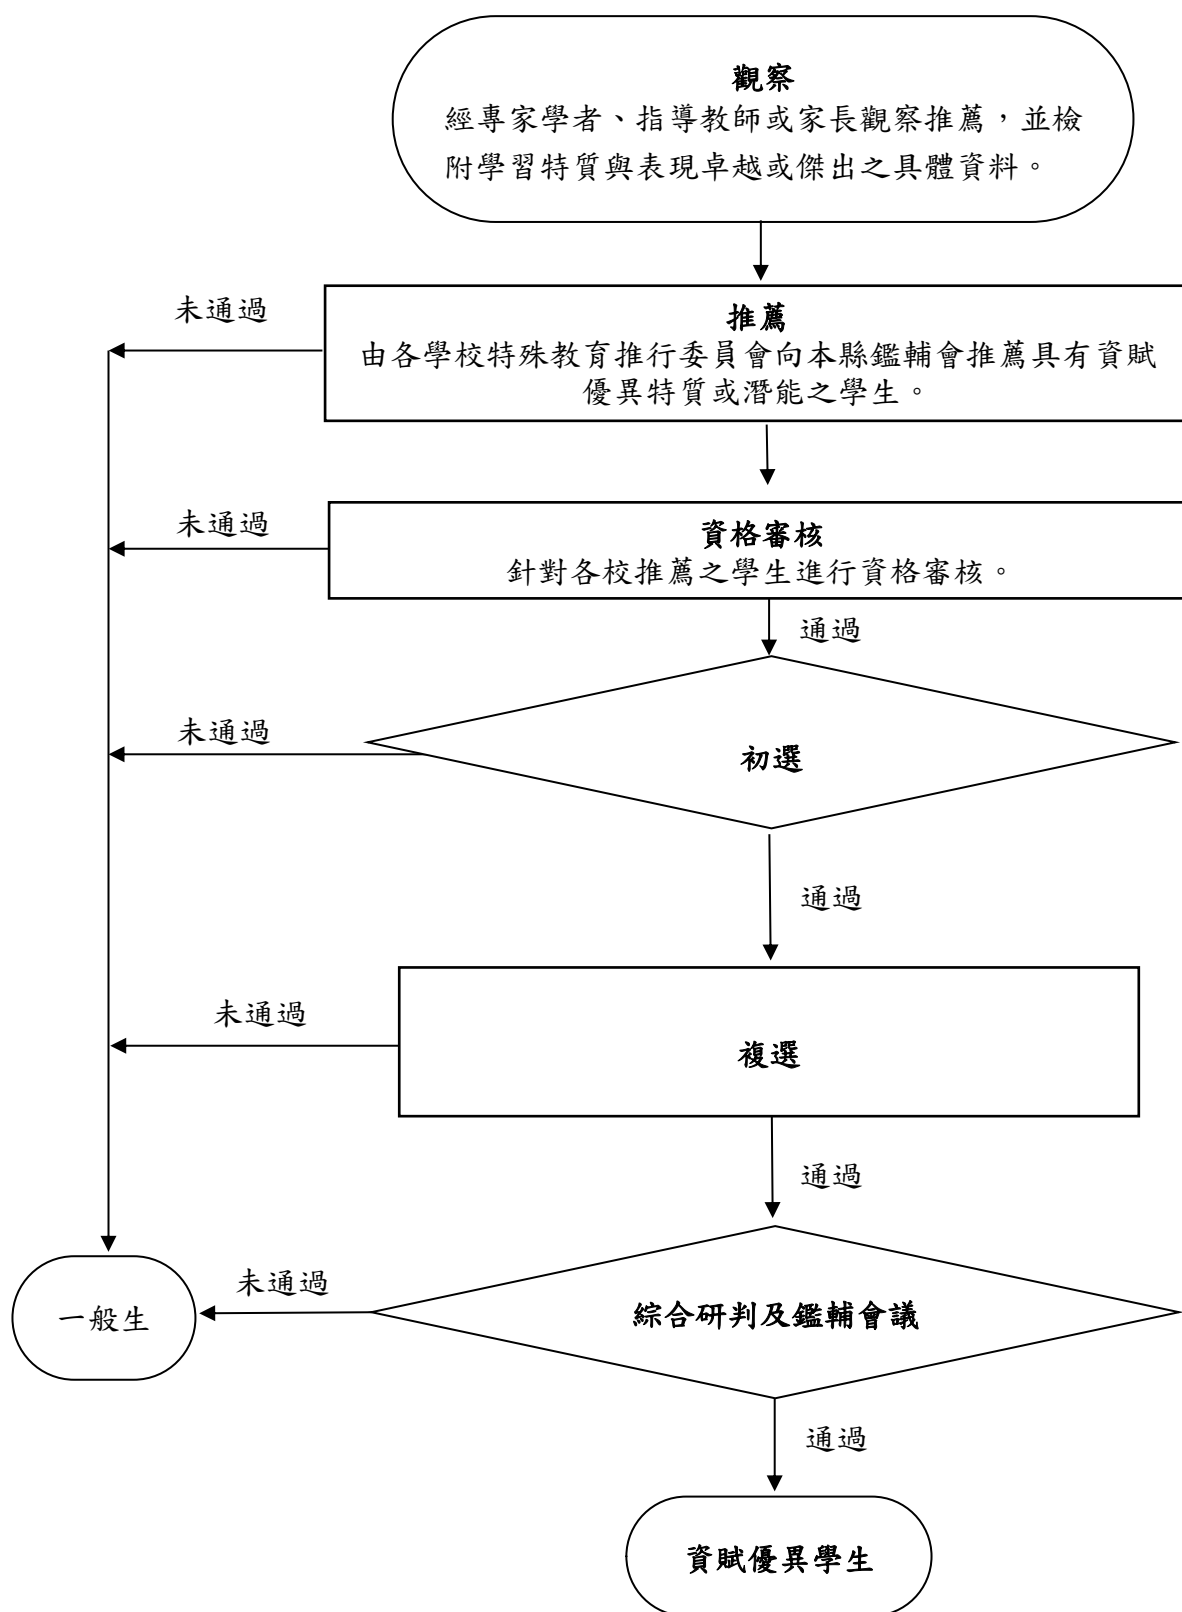 觀察
經專家學者、指導教師或家長觀察推薦，並檢
附學習特質與表現卓越或傑出之具體資料。
未通過
推薦
由各學校特殊教育推行委員會向本縣鑑輔會推薦具有資賦
優異特質或潛能之學生。
未通過
資格審核
針對各校推薦之學生進行資格審核。
通過
未通過
初選
通過
未通過
複選
通過
未通過
一般生
綜合研判及鑑輔會議
通過
資賦優異學生